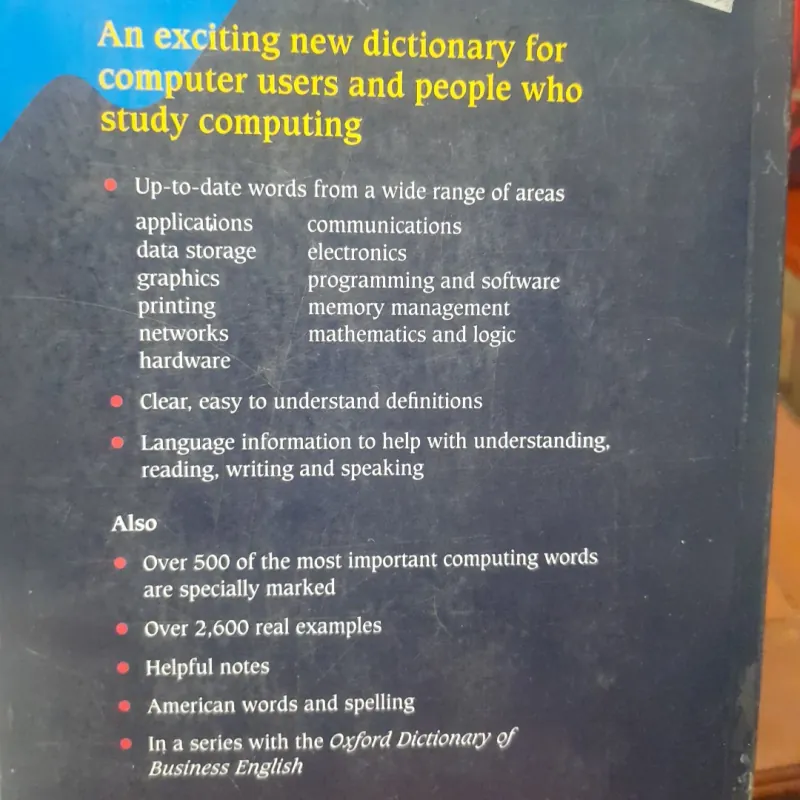 An exciting new dictionary for
computer users and people who
study computing
Up-to-date words from a wide range of areas
applications communications
data storage electronics
graphics programming and software
printing memory management
networks mathematics and logic
hardware
Clear, easy to understand definitions
Language information to help with understanding,
reading, writing and speaking
Also
Over 500 of the most important computing words
are specially marked
Over 2,600 real examples
Helpful notes
American words and spelling
In a series with the Oxford Dictionary of
Business English